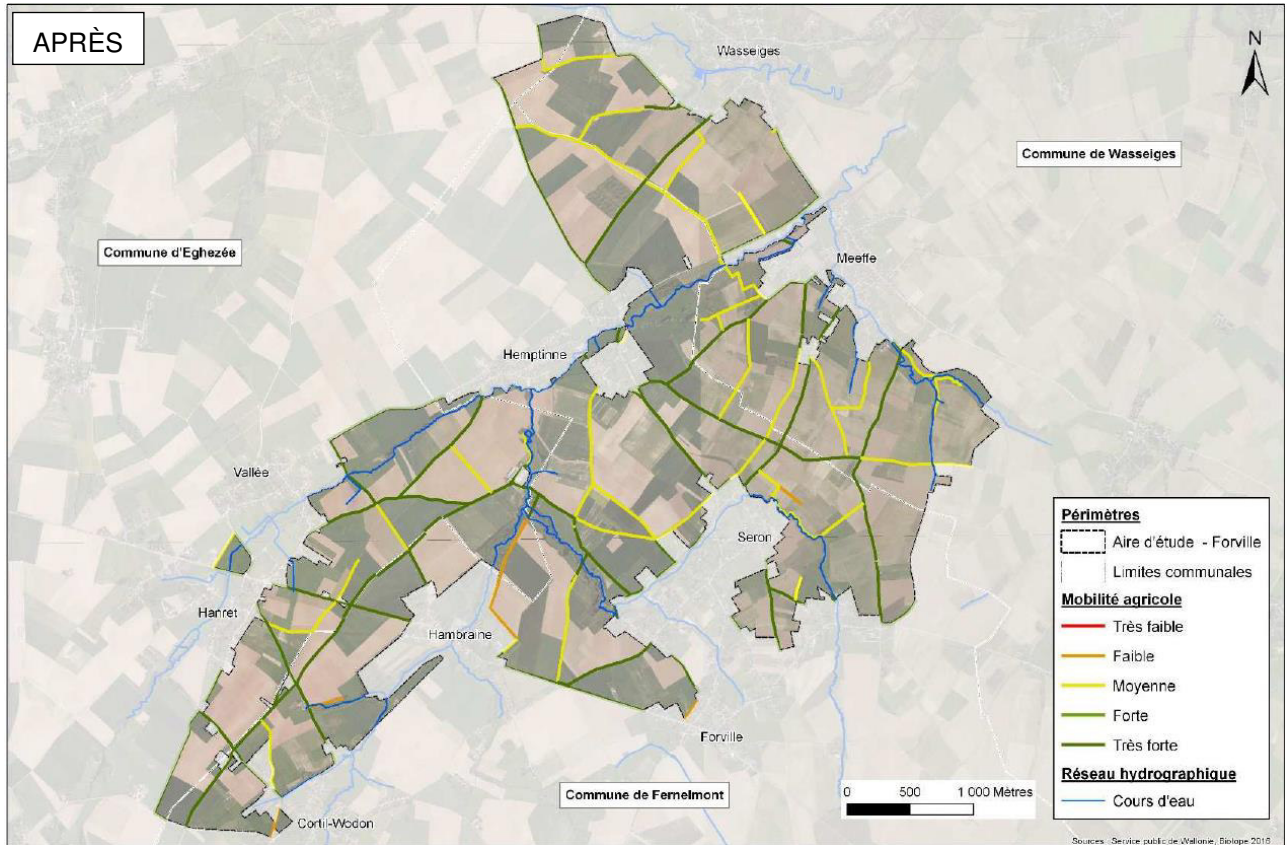 APRÈS
Wasseiges
N
Commune de Wasseiges
Commune d'Eghezée
Meeffe
Hemptinne
Vallée
Seron
Hanret
Hambraine
Forville
Cortil-Wodon
Commune de Fernelmont
Périmètres
Aire d'étude - Forville
Limites communales
Mobilité agricole
Très faible
Faible
Moyenne
Forte
Très forte
Réseau hydrographique
Cours d'eau
0 500 1 000 Mètres
Sources : Service public de Wallonie, Biotope 2016